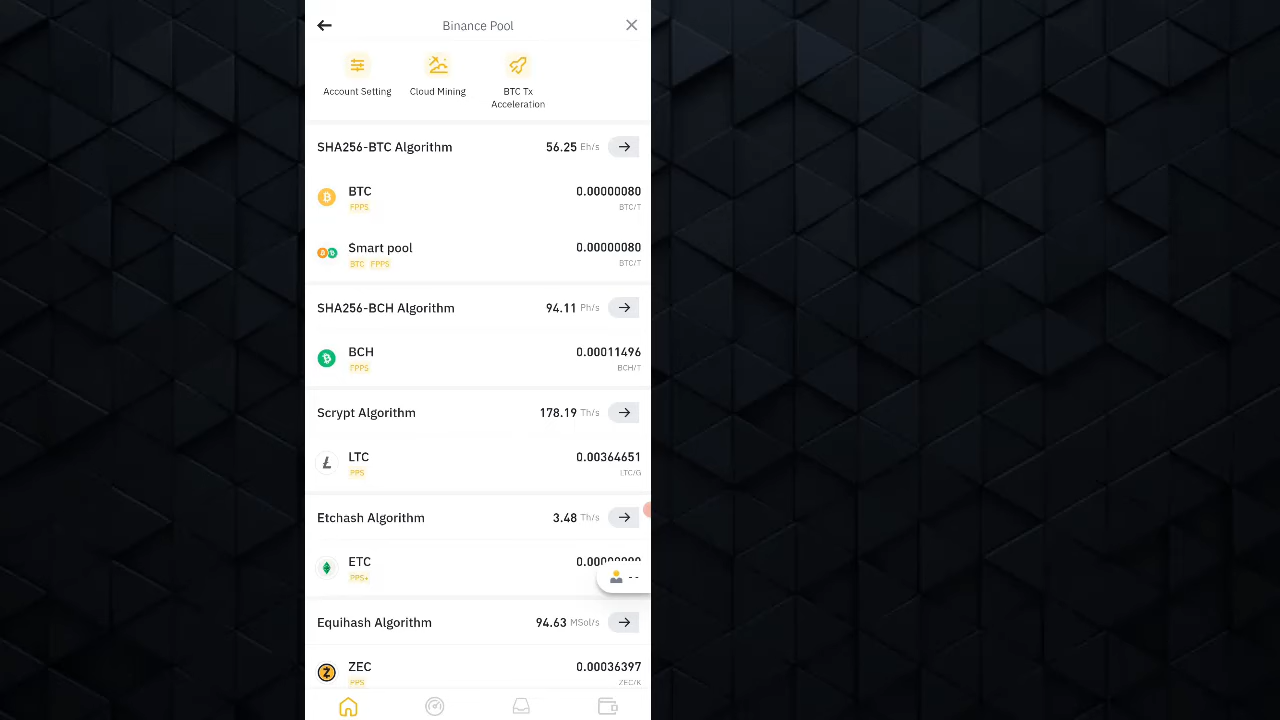 Binance Pool
Account Setting
Cloud Mining
BTC Tx
Acceleration
SHA256-BTC Algorithm 56.25 Eh/s
BTC 0.00000080
FPPS BTC/T
Smart pool 0.00000080
BTC FPPS BTC/T
SHA256-BCH Algorithm 94.11 Ph/s
BCH 0.00011496
FPPS BCH/T
Scrypt Algorithm 178.19 Th/s
LTC 0.00364651
PPS LTC/G
Etchash Algorithm 3.48 Th/s
ETC
PPS+ --
Equihash Algorithm 94.63 MSol/s
ZEC 0.00036397
PPS ZEC/K